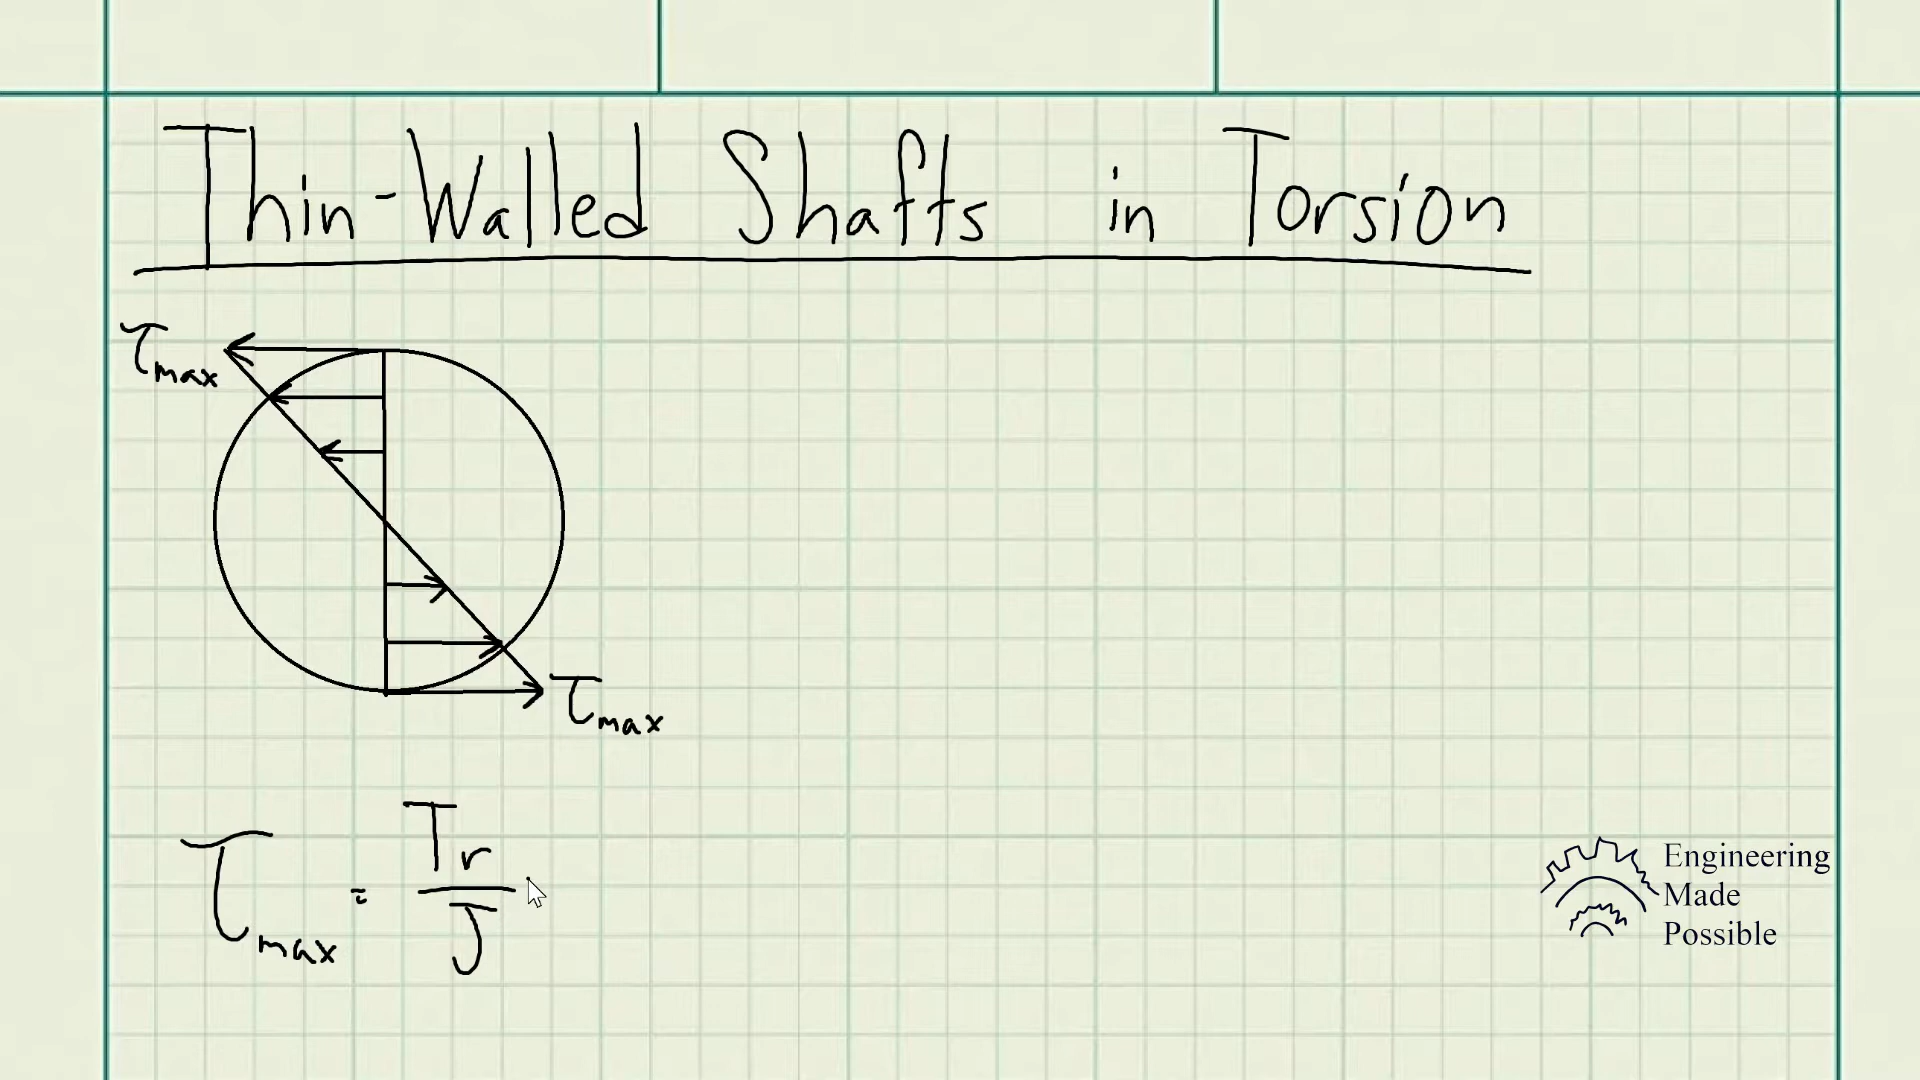 Thin-Walled Shafts in Torsion
τmax
τmax
τmax = Tr/J
Engineering
Made
Possible